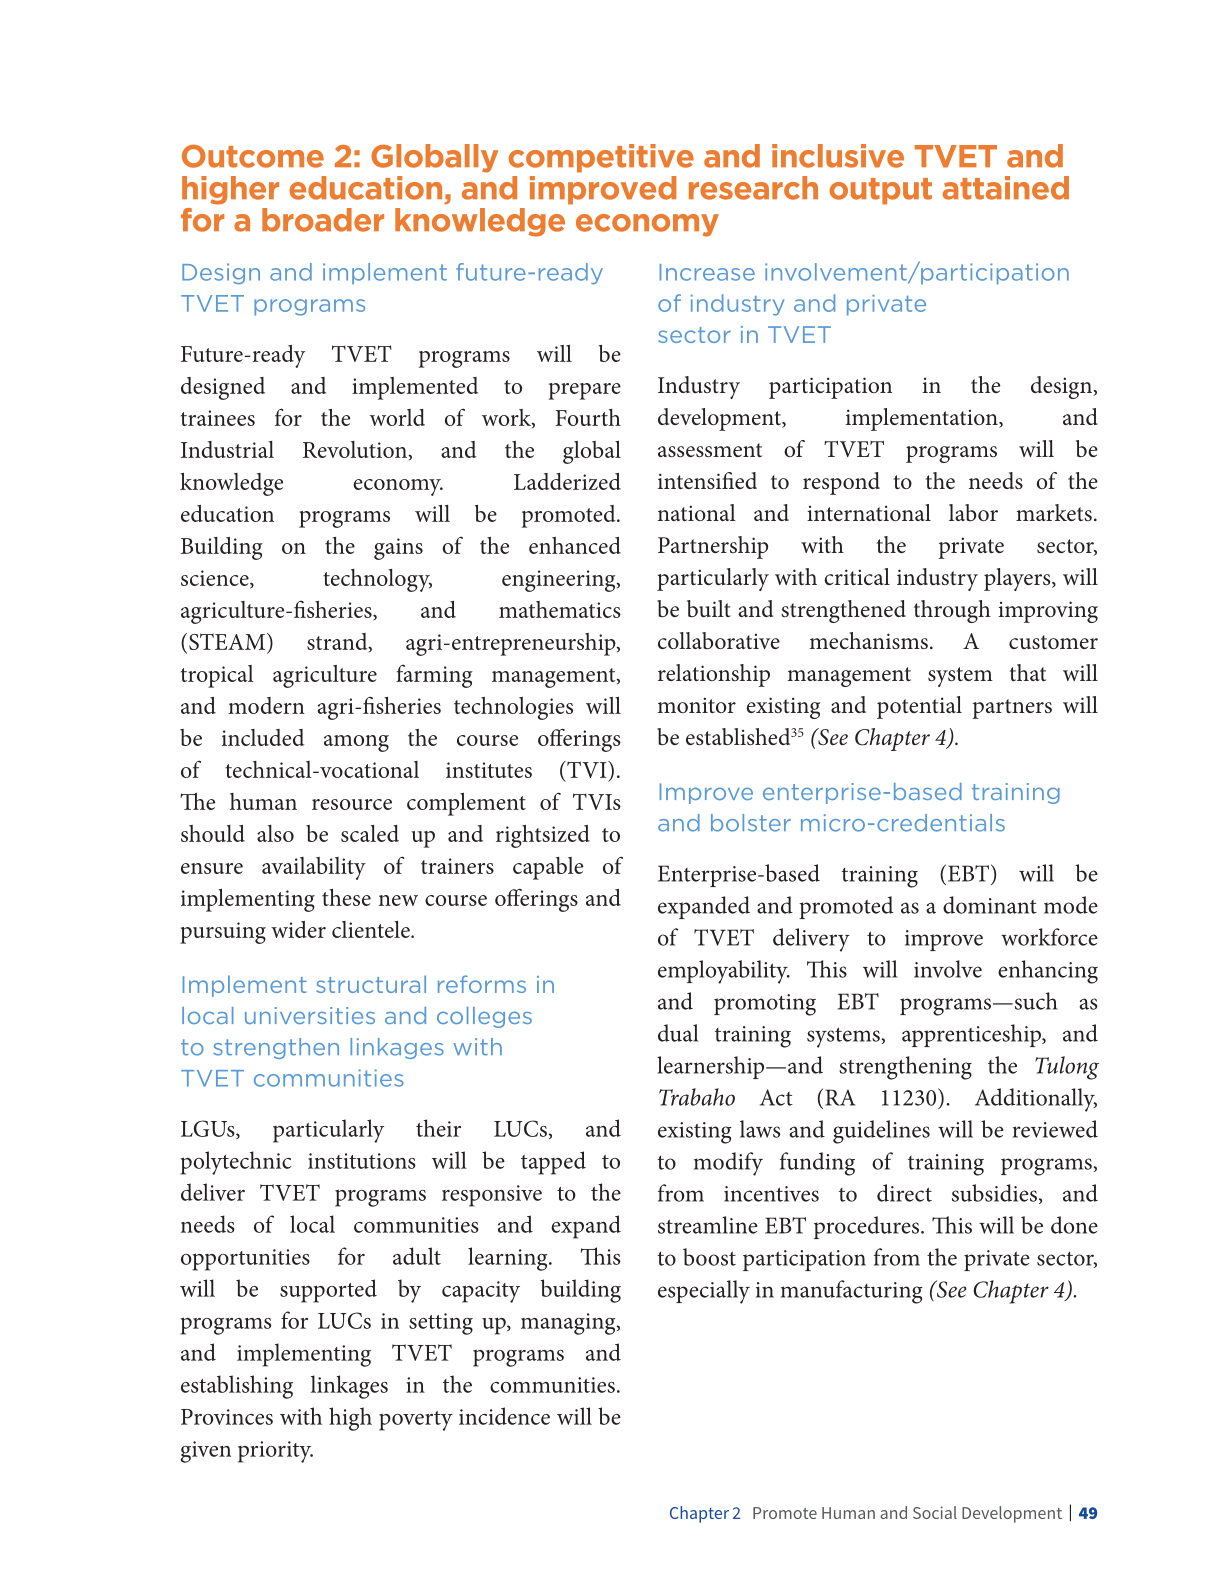 Outcome 2: Globally competitive and inclusive TVET and
higher education, and improved research output attained
for a broader knowledge economy
Design and implement future-ready
TVET programs
Future-ready TVET programs will be
designed and implemented to prepare
trainees for the world of work, Fourth
Industrial Revolution, and the global
knowledge economy. Ladderized
education programs will be promoted.
Building on the gains of the enhanced
science, technology, engineering,
agriculture-fisheries, and mathematics
(STEAM) strand, agri-entrepreneurship,
tropical agriculture farming management,
and modern agri-fisheries technologies will
be included among the course offerings
of technical-vocational institutes (TVI).
The human resource complement of TVIs
should also be scaled up and rightsized to
ensure availability of trainers capable of
implementing these new course offerings and
pursuing wider clientele.
Implement structural reforms in
local universities and colleges
to strengthen linkages with
TVET communities
LGUs, particularly their LUCs, and
polytechnic institutions will be tapped to
deliver TVET programs responsive to the
needs of local communities and expand
opportunities for adult learning. This
will be supported by capacity building
programs for LUCs in setting up, managing,
and implementing TVET programs and
establishing linkages in the communities.
Provinces with high poverty incidence will be
given priority.
Increase involvement/participation
of industry and private
sector in TVET
Industry participation in the design,
development, implementation, and
assessment of TVET programs will be
intensified to respond to the needs of the
national and international labor markets.
Partnership with the private sector,
particularly with critical industry players, will
be built and strengthened through improving
collaborative mechanisms. A customer
relationship management system that will
monitor existing and potential partners will
be established35 (See Chapter 4).
Improve enterprise-based training
and bolster micro-credentials
Enterprise-based training (EBT) will be
expanded and promoted as a dominant mode
of TVET delivery to improve workforce
employability. This will involve enhancing
and promoting EBT programs—such as
dual training systems, apprenticeship, and
learnership—and strengthening the Tulong
Trabaho Act (RA 11230). Additionally,
existing laws and guidelines will be reviewed
to modify funding of training programs,
from incentives to direct subsidies, and
streamline EBT procedures. This will be done
to boost participation from the private sector,
especially in manufacturing (See Chapter 4).
Chapter 2 Promote Human and Social Development | 49